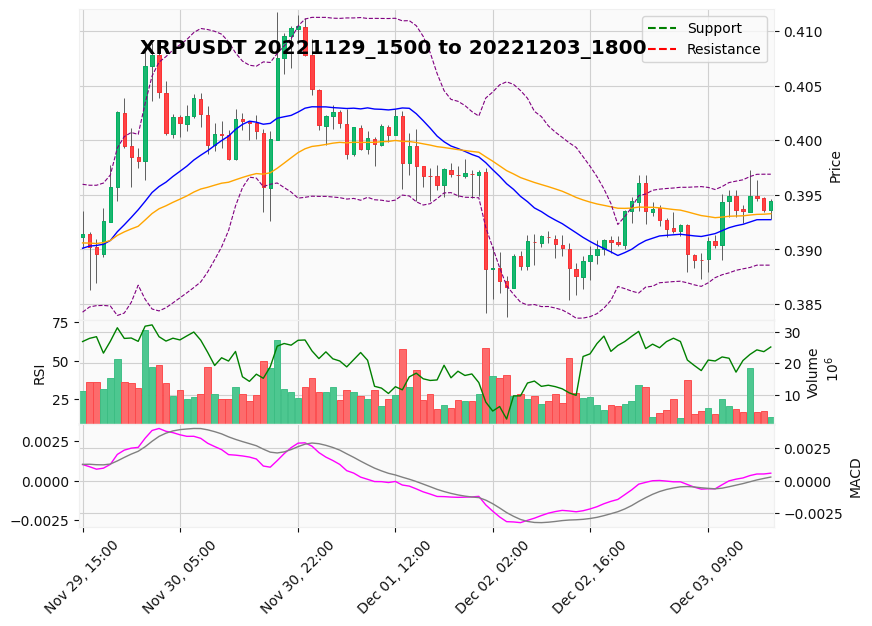 XRPUSDT 20221129_1500 to 20221203_1800
Support
Resistance
0.410
0.405
0.400
0.395
0.390
0.385
Price
75
50
25
RSI
30
20
10
Volume
10^6
0.0025
0.0000
−0.0025
0.0025
0.0000
−0.0025
MACD
Nov 29, 15:00
Nov 30, 05:00
Nov 30, 22:00
Dec 01, 12:00
Dec 02, 02:00
Dec 02, 16:00
Dec 03, 09:00